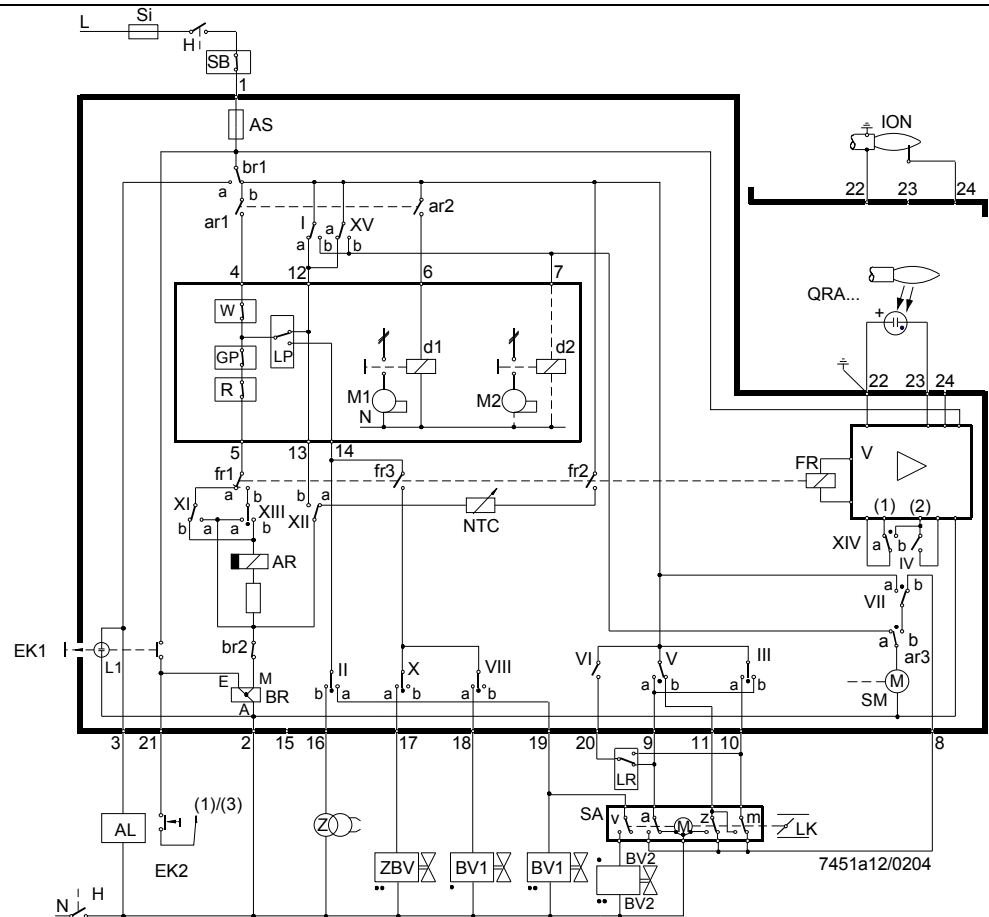 L Si
H
SB
1
AS
ION
br1
a b
22 23 24
ar1 I a XV ar2
a b b
4 12 6 7
QRA...
W
+
LP d1 d2
GP
22 23 24
R M1 M2
N
V
5 13 14
fr1 fr3 fr2 FR
a b b a
XI XIII XII NTC
(1) (2)
b a a b
XIV a b
IV
AR
a b
VII
EK1 L1 br2 a b
ar3
II X VIII VI V III
E M
b a a b a b a b a b
M
BR
A SM
3 21 2 15 16 17 18 19 20 9 11 10 8
LR
(1)/(3) SA v a M z m
AL Z LK
EK2 ZBV BV1 BV1 BV2
7451a12/0204
BV2
N H